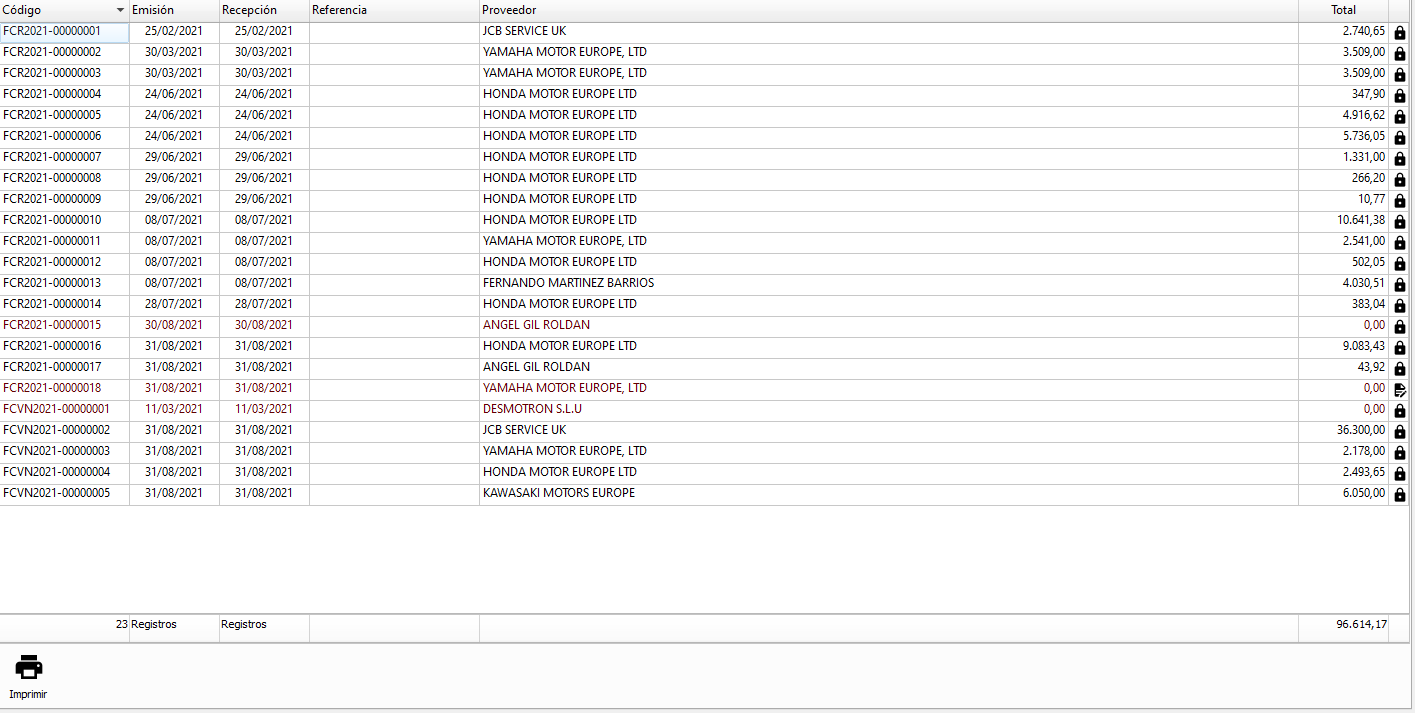 Código Emisión Recepción Referencia Proveedor Total
FCR2021-00000001 25/02/2021 25/02/2021 JCB SERVICE UK 2.740,65
FCR2021-00000002 30/03/2021 30/03/2021 YAMAHA MOTOR EUROPE, LTD 3.509,00
FCR2021-00000003 30/03/2021 30/03/2021 YAMAHA MOTOR EUROPE, LTD 3.509,00
FCR2021-00000004 24/06/2021 24/06/2021 HONDA MOTOR EUROPE LTD 347,90
FCR2021-00000005 24/06/2021 24/06/2021 HONDA MOTOR EUROPE LTD 4.916,62
FCR2021-00000006 24/06/2021 24/06/2021 HONDA MOTOR EUROPE LTD 5.736,05
FCR2021-00000007 29/06/2021 29/06/2021 HONDA MOTOR EUROPE LTD 1.331,00
FCR2021-00000008 29/06/2021 29/06/2021 HONDA MOTOR EUROPE LTD 266,20
FCR2021-00000009 29/06/2021 29/06/2021 HONDA MOTOR EUROPE LTD 10,77
FCR2021-00000010 08/07/2021 08/07/2021 HONDA MOTOR EUROPE LTD 10.641,38
FCR2021-00000011 08/07/2021 08/07/2021 YAMAHA MOTOR EUROPE, LTD 2.541,00
FCR2021-00000012 08/07/2021 08/07/2021 HONDA MOTOR EUROPE LTD 502,05
FCR2021-00000013 08/07/2021 08/07/2021 FERNANDO MARTINEZ BARRIOS 4.030,51
FCR2021-00000014 28/07/2021 28/07/2021 HONDA MOTOR EUROPE LTD 383,04
FCR2021-00000015 30/08/2021 30/08/2021 ANGEL GIL ROLDAN 0,00
FCR2021-00000016 31/08/2021 31/08/2021 HONDA MOTOR EUROPE LTD 9.083,43
FCR2021-00000017 31/08/2021 31/08/2021 ANGEL GIL ROLDAN 43,92
FCR2021-00000018 31/08/2021 31/08/2021 YAMAHA MOTOR EUROPE, LTD 0,00
FCVN2021-00000001 11/03/2021 11/03/2021 DESMOTRON S.L.U 0,00
FCVN2021-00000002 31/08/2021 31/08/2021 JCB SERVICE UK 36.300,00
FCVN2021-00000003 31/08/2021 31/08/2021 YAMAHA MOTOR EUROPE, LTD 2.178,00
FCVN2021-00000004 31/08/2021 31/08/2021 HONDA MOTOR EUROPE LTD 2.493,65
FCVN2021-00000005 31/08/2021 31/08/2021 KAWASAKI MOTORS EUROPE 6.050,00
23 Registros Registros 96.614,17
Imprimir